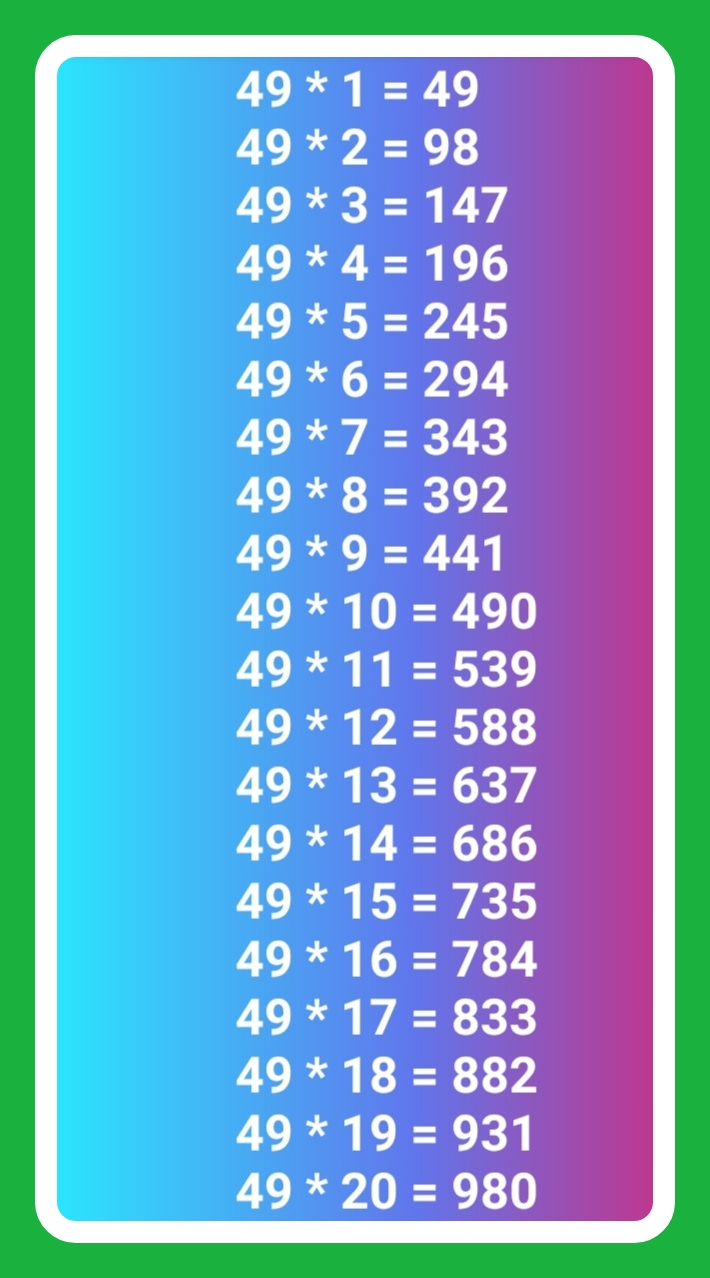 49 * 1 = 49
49 * 2 = 98
49 * 3 = 147
49 * 4 = 196
49 * 5 = 245
49 * 6 = 294
49 * 7 = 343
49 * 8 = 392
49 * 9 = 441
49 * 10 = 490
49 * 11 = 539
49 * 12 = 588
49 * 13 = 637
49 * 14 = 686
49 * 15 = 735
49 * 16 = 784
49 * 17 = 833
49 * 18 = 882
49 * 19 = 931
49 * 20 = 980